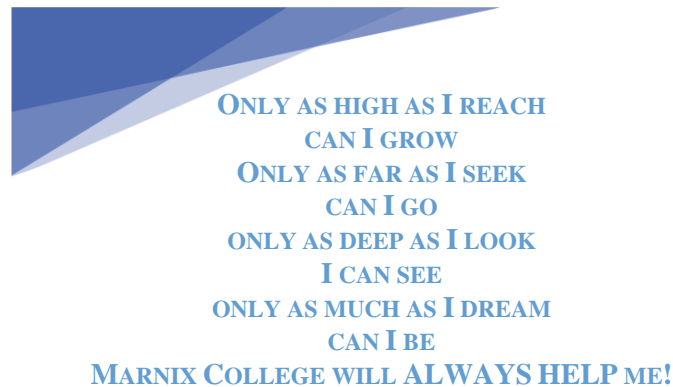 ONLY AS HIGH AS I REACH
CAN I GROW
ONLY AS FAR AS I SEEK
CAN I GO
ONLY AS DEEP AS I LOOK
I CAN SEE
ONLY AS MUCH AS I DREAM
CAN I BE
MARNIX COLLEGE WILL ALWAYS HELP ME!